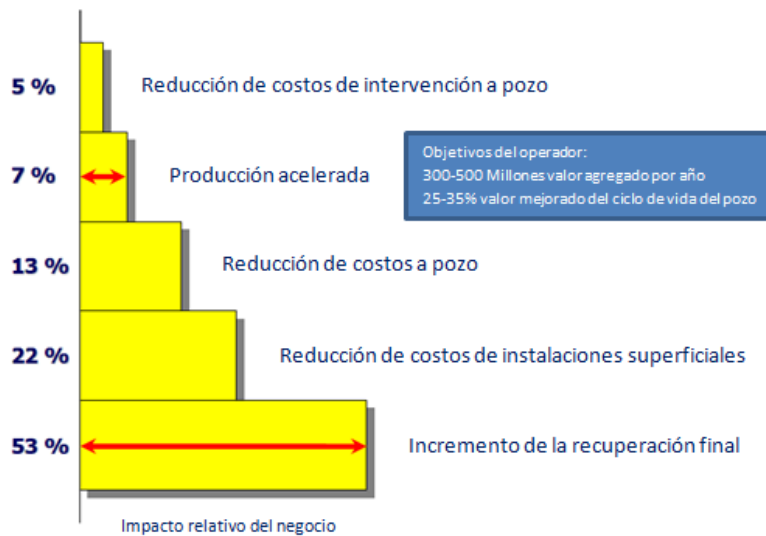 5 %
Reducción de costos de intervención a pozo
7 %
Producción acelerada
Objetivos del operador:
300-500 Millones valor agregado por año
25-35% valor mejorado del ciclo de vida del pozo
13 %
Reducción de costos a pozo
22 %
Reducción de costos de instalaciones superficiales
53 %
Incremento de la recuperación final
Impacto relativo del negocio